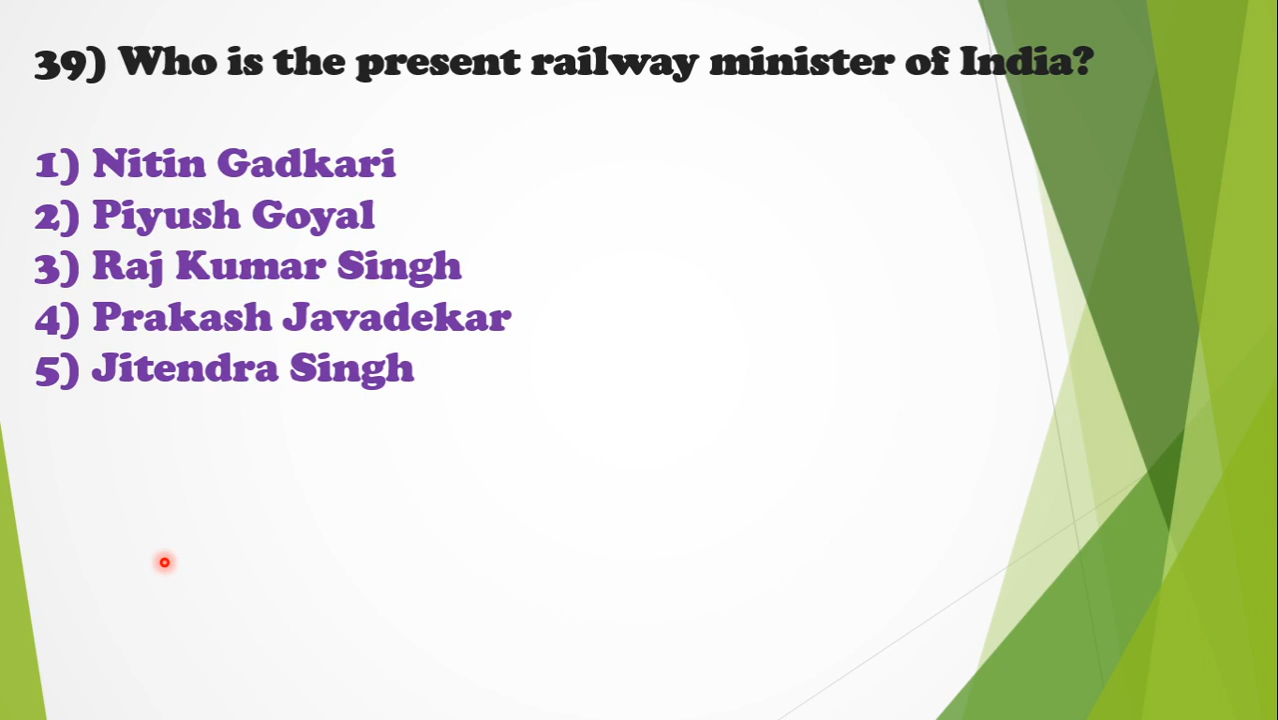 39) Who is the present railway minister of India?
1) Nitin Gadkari
2) Piyush Goyal
3) Raj Kumar Singh
4) Prakash Javadekar
5) Jitendra Singh